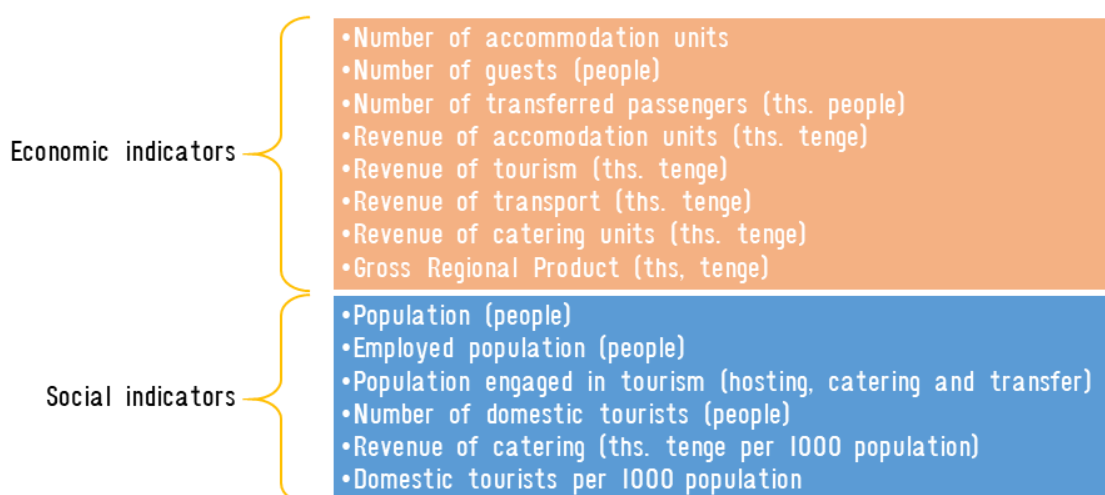 Economic indicators
•Number of accommodation units
•Number of guests (people)
•Number of transferred passengers (ths. people)
•Revenue of accomodation units (ths. tenge)
•Revenue of tourism (ths. tenge)
•Revenue of transport (ths. tenge)
•Revenue of catering units (ths. tenge)
•Gross Regional Product (ths, tenge)
Social indicators
•Population (people)
•Employed population (people)
•Population engaged in tourism (hosting, catering and transfer)
•Number of domestic tourists (people)
•Revenue of catering (ths. tenge per 1000 population)
•Domestic tourists per 1000 population